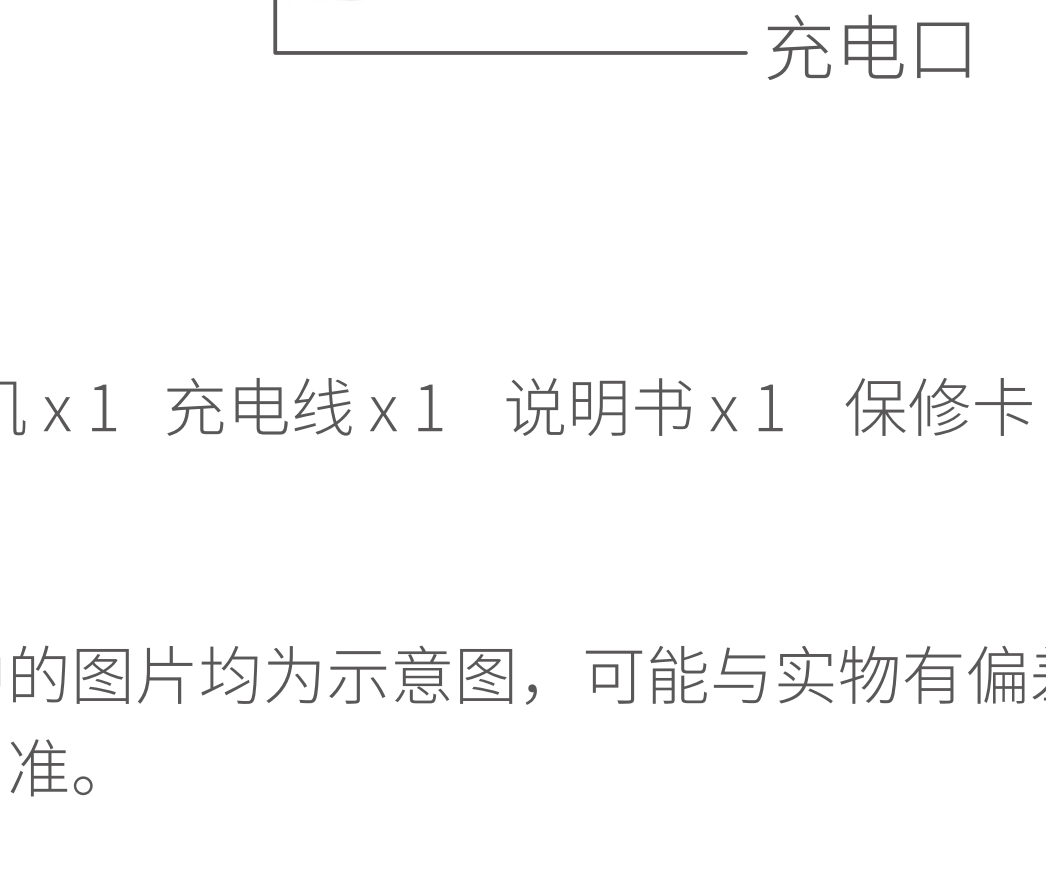 充电口
x 1 充电线 x 1 说明书 x 1 保修卡
的图片均为示意图，可能与实物有偏
准。